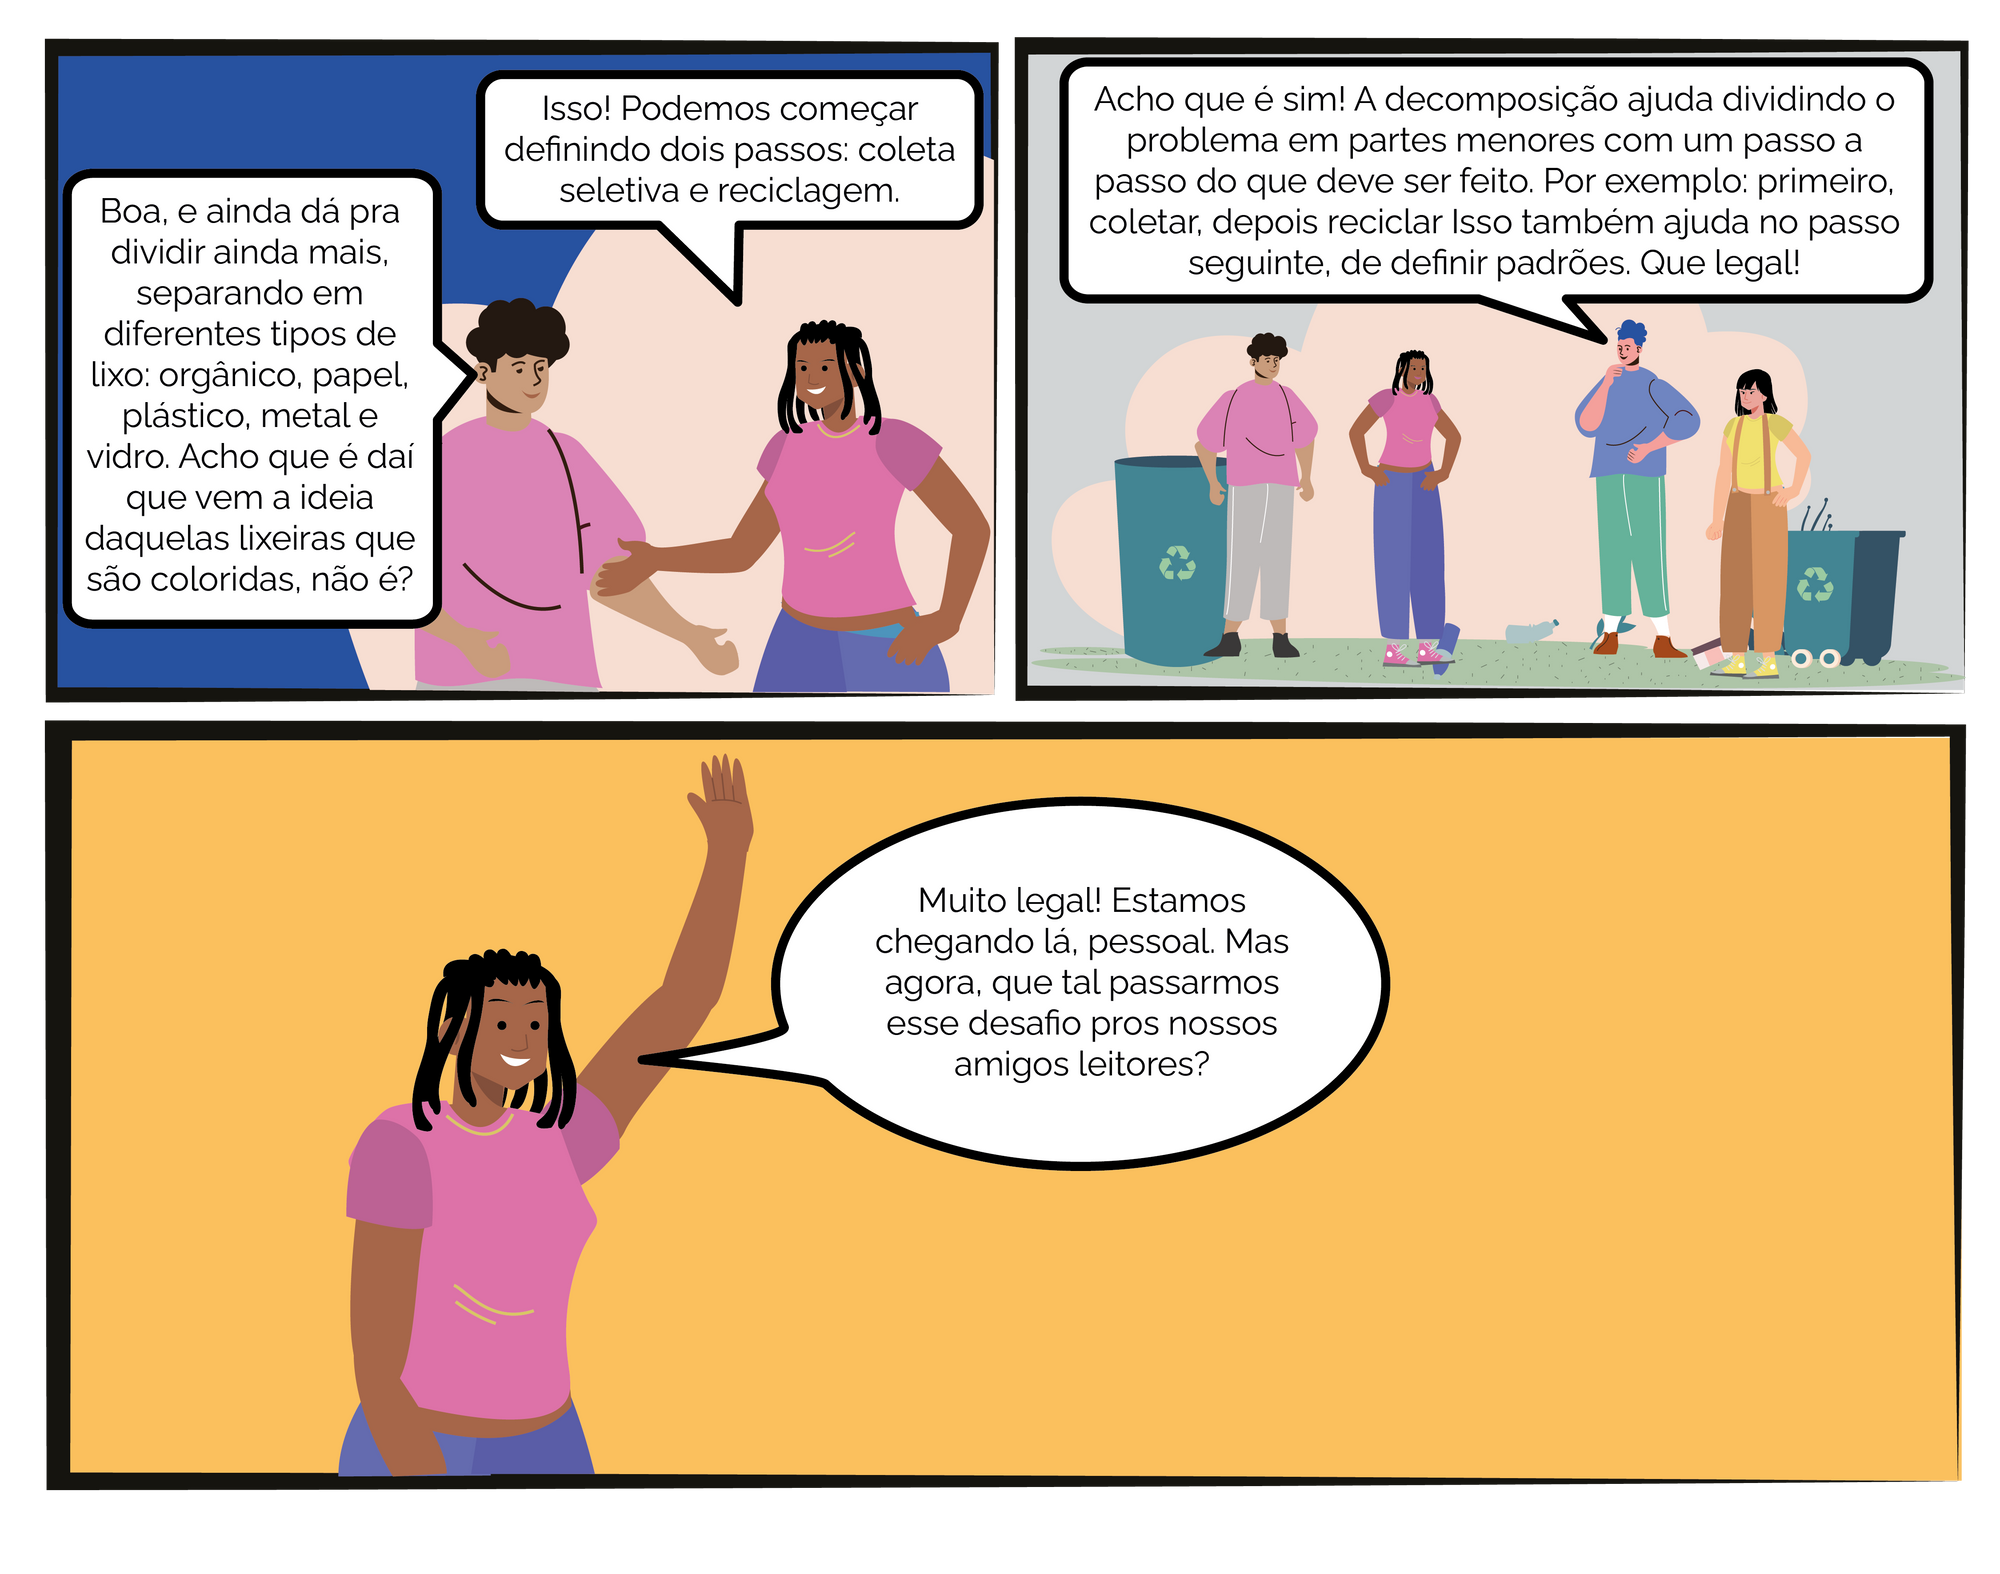 Isso! Podemos começar
definindo dois passos: coleta
seletiva e reciclagem.
Boa, e ainda dá pra
dividir ainda mais,
separando em
diferentes tipos de
lixo: orgânico, papel,
plástico, metal e
vidro. Acho que é daí
que vem a ideia
daquelas lixeiras que
são coloridas, não é?
Acho que é sim! A decomposição ajuda dividindo o
problema em partes menores com um passo a
passo do que deve ser feito. Por exemplo: primeiro,
coletar, depois reciclar Isso também ajuda no passo
seguinte, de definir padrões. Que legal!
Muito legal! Estamos
chegando lá, pessoal. Mas
agora, que tal passarmos
esse desafio pros nossos
amigos leitores?